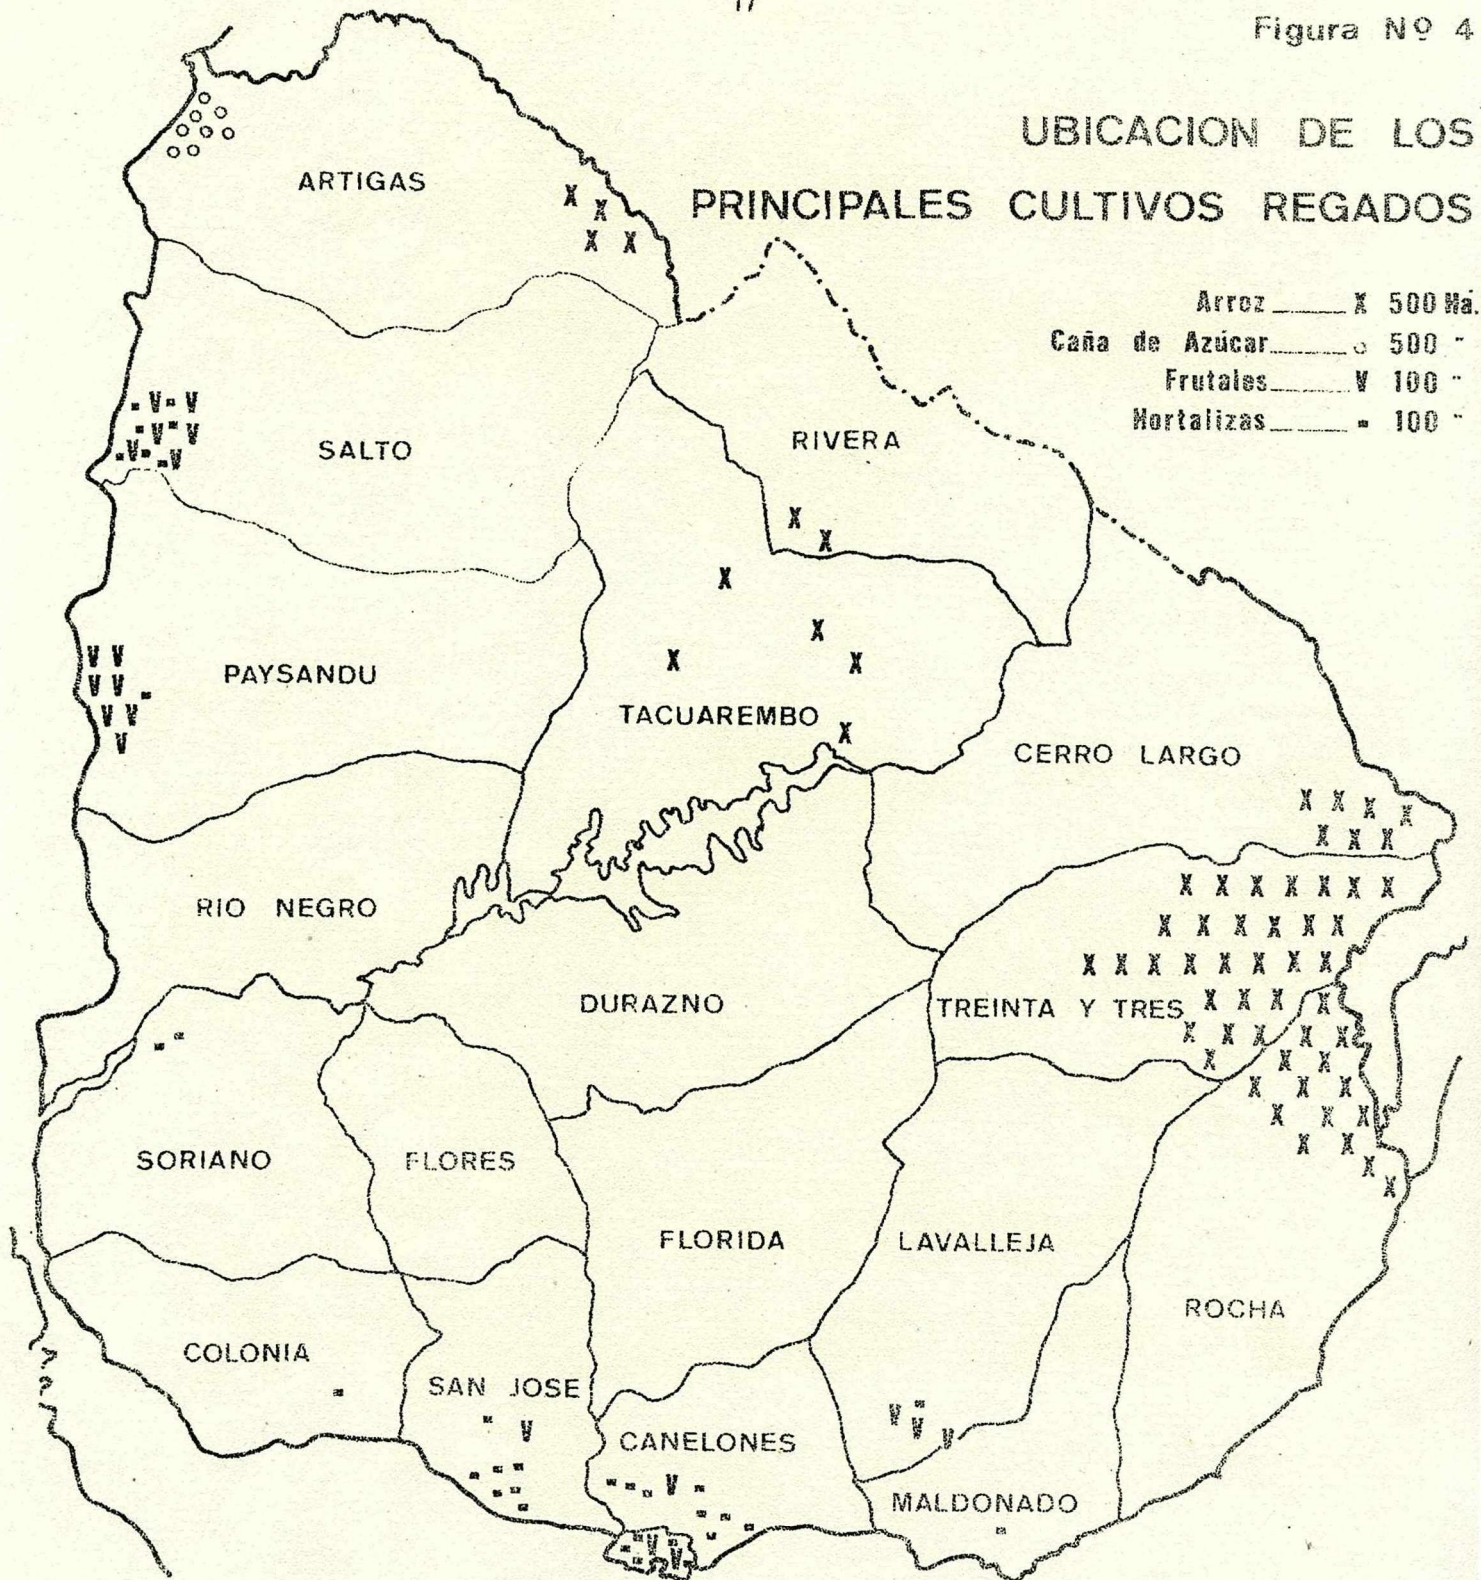 Figura Nº 4
UBICACION DE LOS
PRINCIPALES CULTIVOS REGADOS
Arroz X 500 Há.
Caña de Azúcar o 500 "
Frutales V 100 "
Hortalizas ▪ 100 "
ARTIGAS
SALTO
RIVERA
PAYSANDU
TACUAREMBO
CERRO LARGO
RIO NEGRO
DURAZNO
TREINTA Y TRES
SORIANO
FLORES
FLORIDA
LAVALLEJA
ROCHA
COLONIA
SAN JOSE
CANELONES
MALDONADO